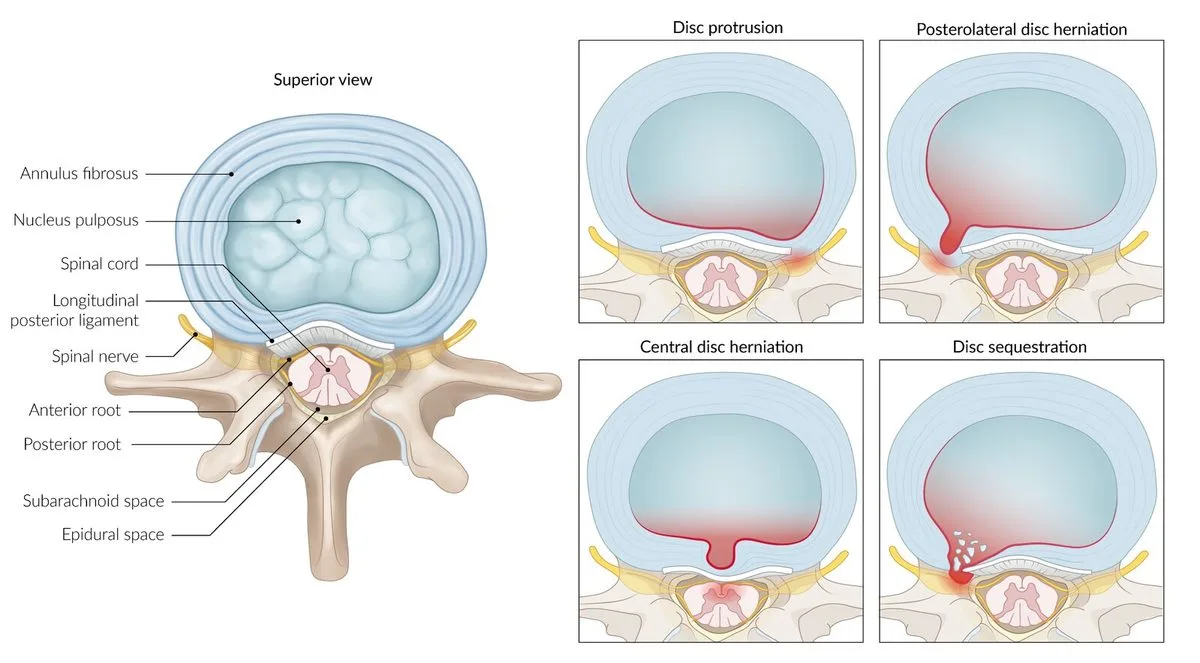 Superior view
Annulus fibrosus
Nucleus pulposus
Spinal cord
Longitudinal
posterior ligament
Spinal nerve
Anterior root
Posterior root
Subarachnoid space
Epidural space
Disc protrusion
Posterolateral disc herniation
Central disc herniation
Disc sequestration